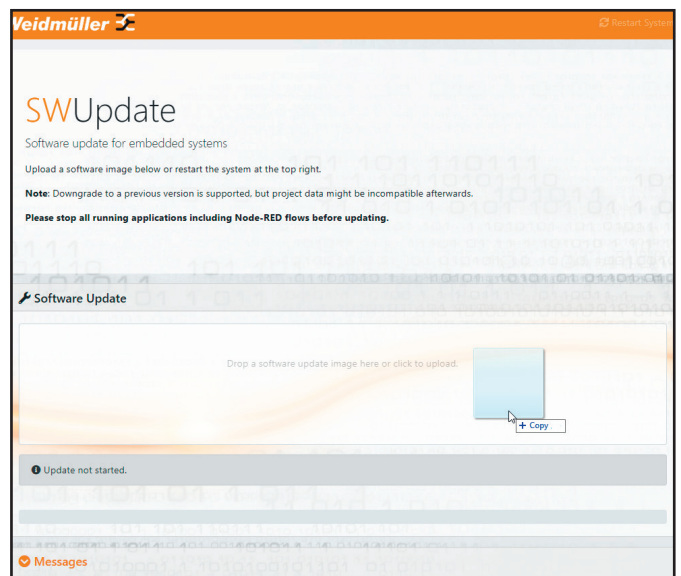 Weidmüller
Restart System
SWUpdate
Software update for embedded systems
Upload a software image below or restart the system at the top right.
Note: Downgrade to a previous version is supported, but project data might be incompatible afterwards.
Please stop all running applications including Node-RED flows before updating.
Software Update
Drop a software update image here or click to upload.
+ Copy
Update not started.
Messages